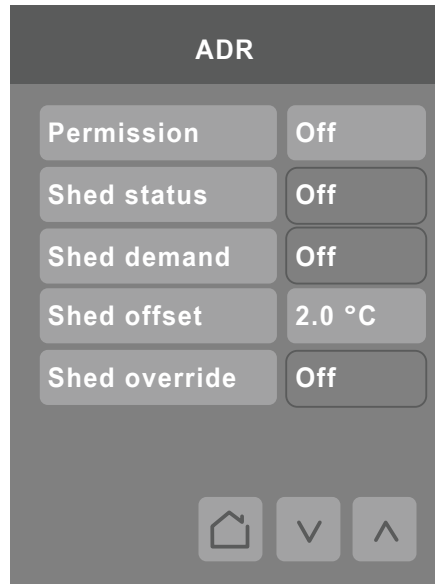 ADR
Permission Off
Shed status Off
Shed demand Off
Shed offset 2.0 °C
Shed override Off